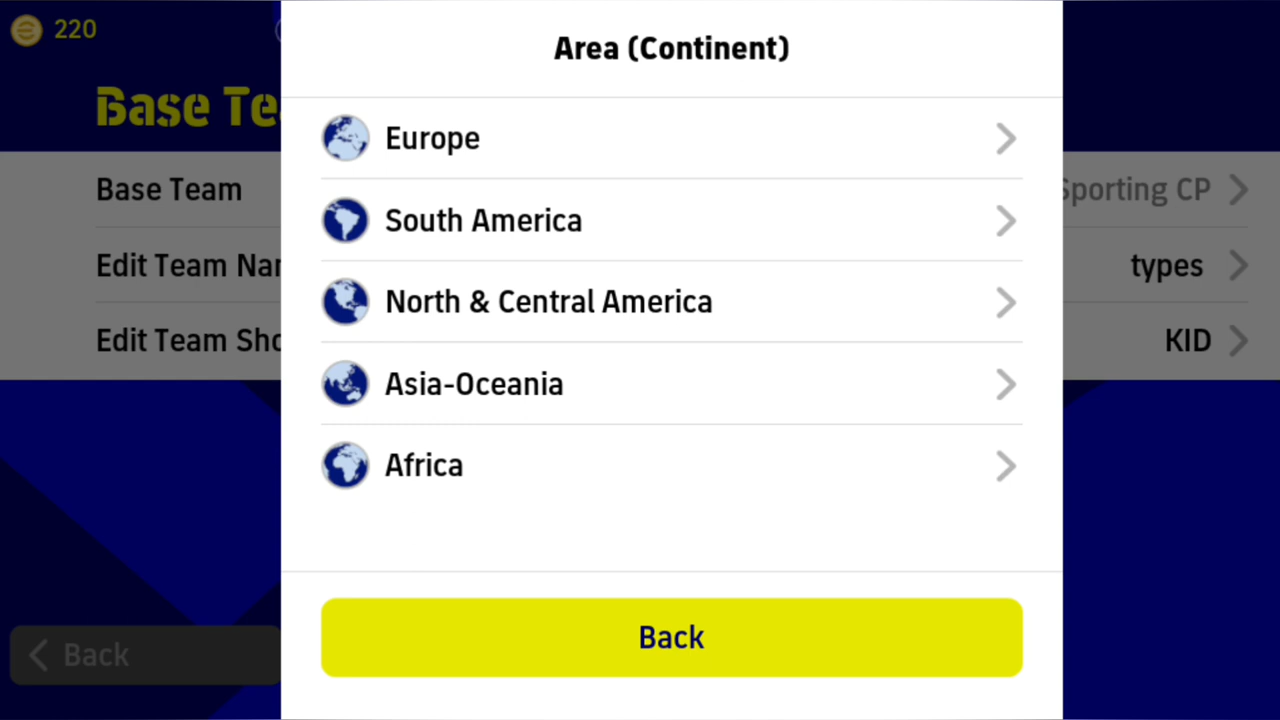 220
Area (Continent)
Base Te
Europe
Base Team
Sporting CP
South America
Edit Team Nar
types
North & Central America
Edit Team Sho
KID
Asia-Oceania
Africa
Back
Back